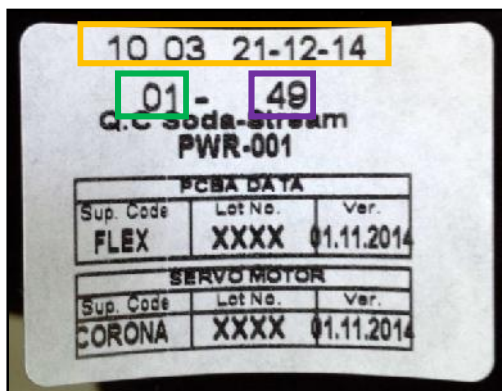 10 03 21-12-14
01 - 49
Q.C Soda-Stream
PWR-001
PCBA DATA
Sup. Code Lot No. Ver.
FLEX XXXX 01.11.2014
SERVO MOTOR
Sup. Code Lot No. Ver.
CORONA XXXX 01.11.2014